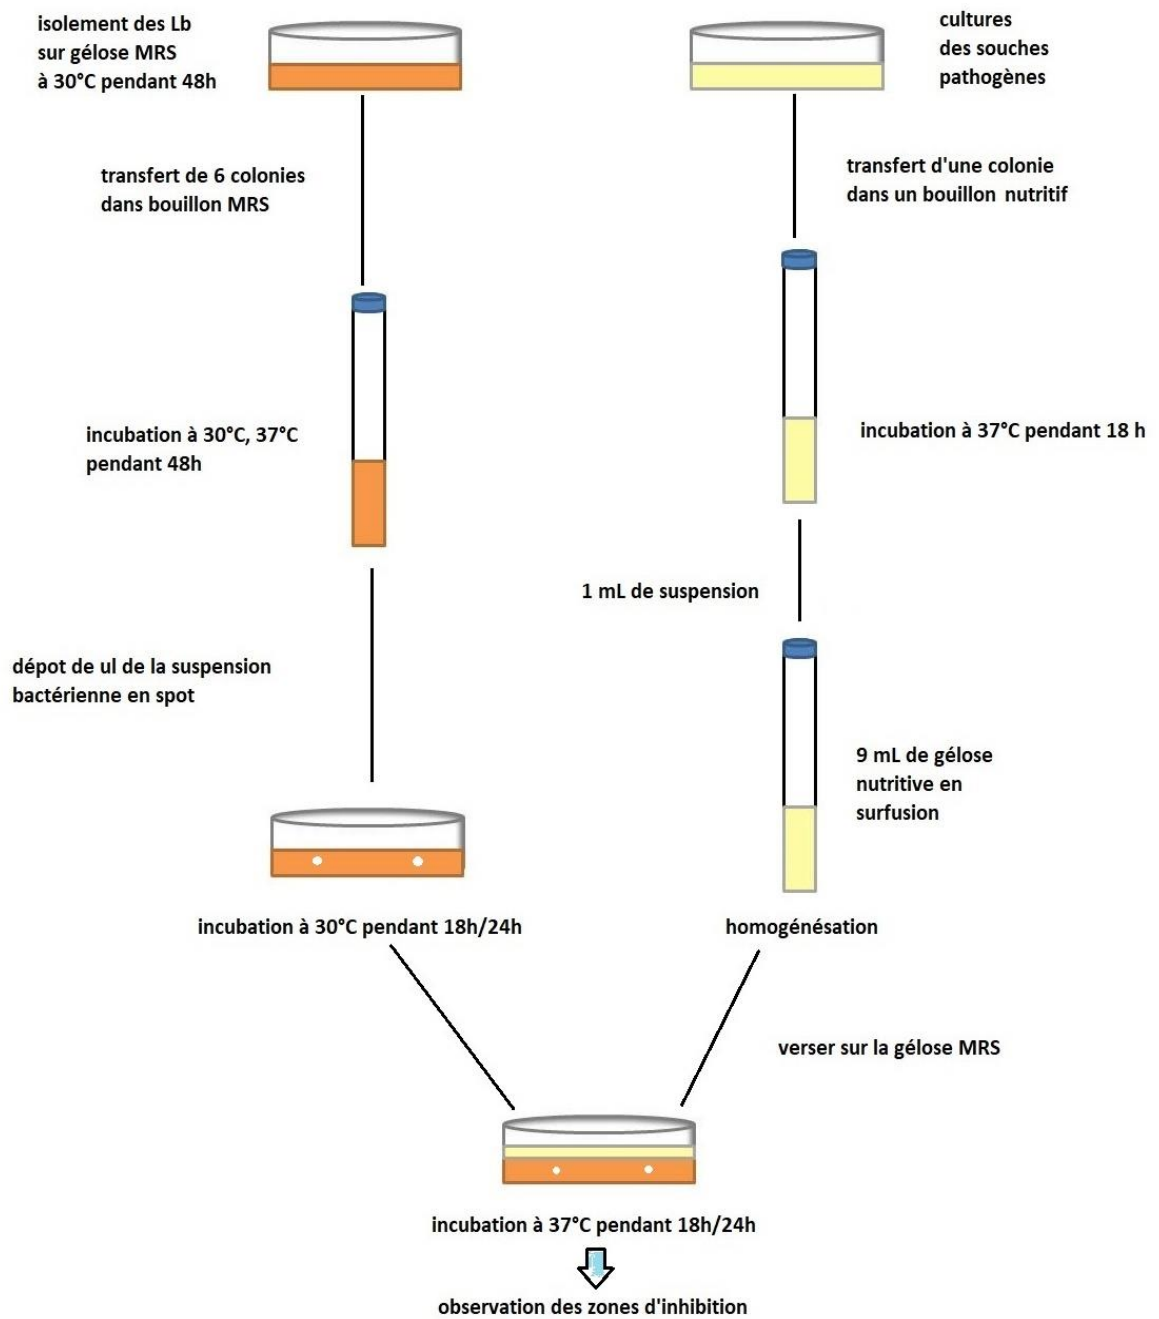 isolement des Lb
sur gélose MRS
à 30°C pendant 48h
cultures
des souches
pathogènes
transfert de 6 colonies
dans bouillon MRS
transfert d'une colonie
dans un bouillon nutritif
incubation à 30°C, 37°C
pendant 48h
incubation à 37°C pendant 18 h
1 mL de suspension
dépot de ul de la suspension
bactérienne en spot
9 mL de gélose
nutritive en
surfusion
incubation à 30°C pendant 18h/24h
homogénésation
verser sur la gélose MRS
incubation à 37°C pendant 18h/24h
observation des zones d'inhibition